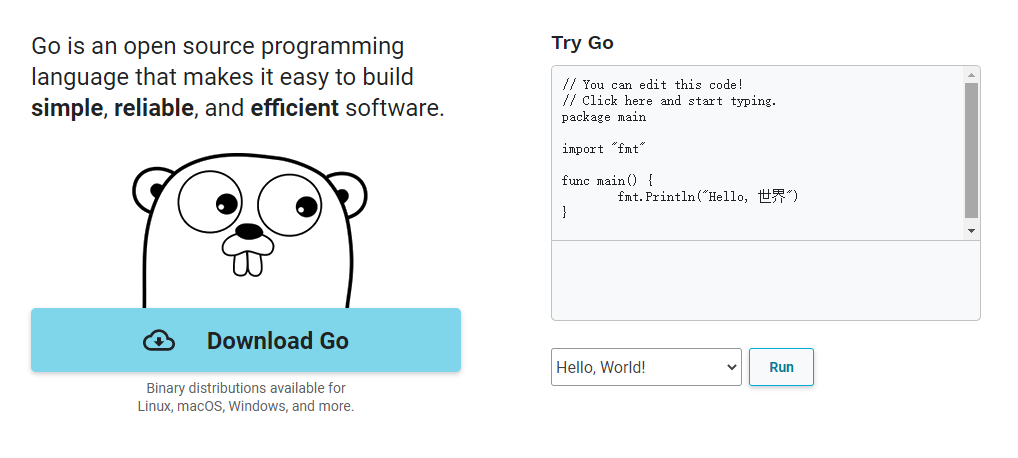 Go is an open source programming
language that makes it easy to build
simple, reliable, and efficient software.
Download Go
Binary distributions available for
Linux, macOS, Windows, and more.
Try Go
// You can edit this code!
// Click here and start typing.
package main

import "fmt"

func main() {
	fmt.Println("Hello, 世界")
}
Hello, World!
Run